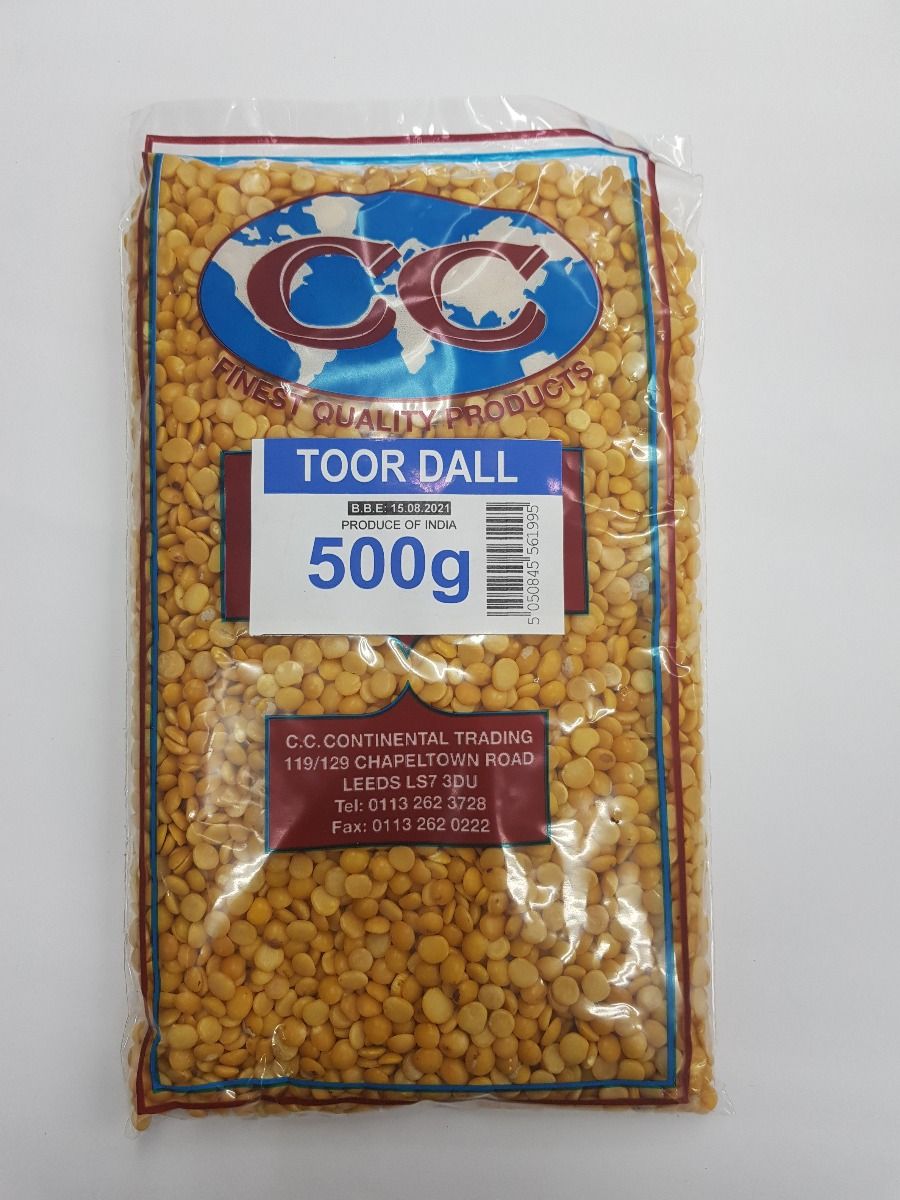 CC
FINEST QUALITY PRODUCTS
TOOR DALL
B.B.E: 15.08.2021
PRODUCE OF INDIA
500g
5 050845 561995
C.C. CONTINENTAL TRADING
119/129 CHAPELTOWN ROAD
LEEDS LS7 3DU
Tel: 0113 262 3728
Fax: 0113 262 0222